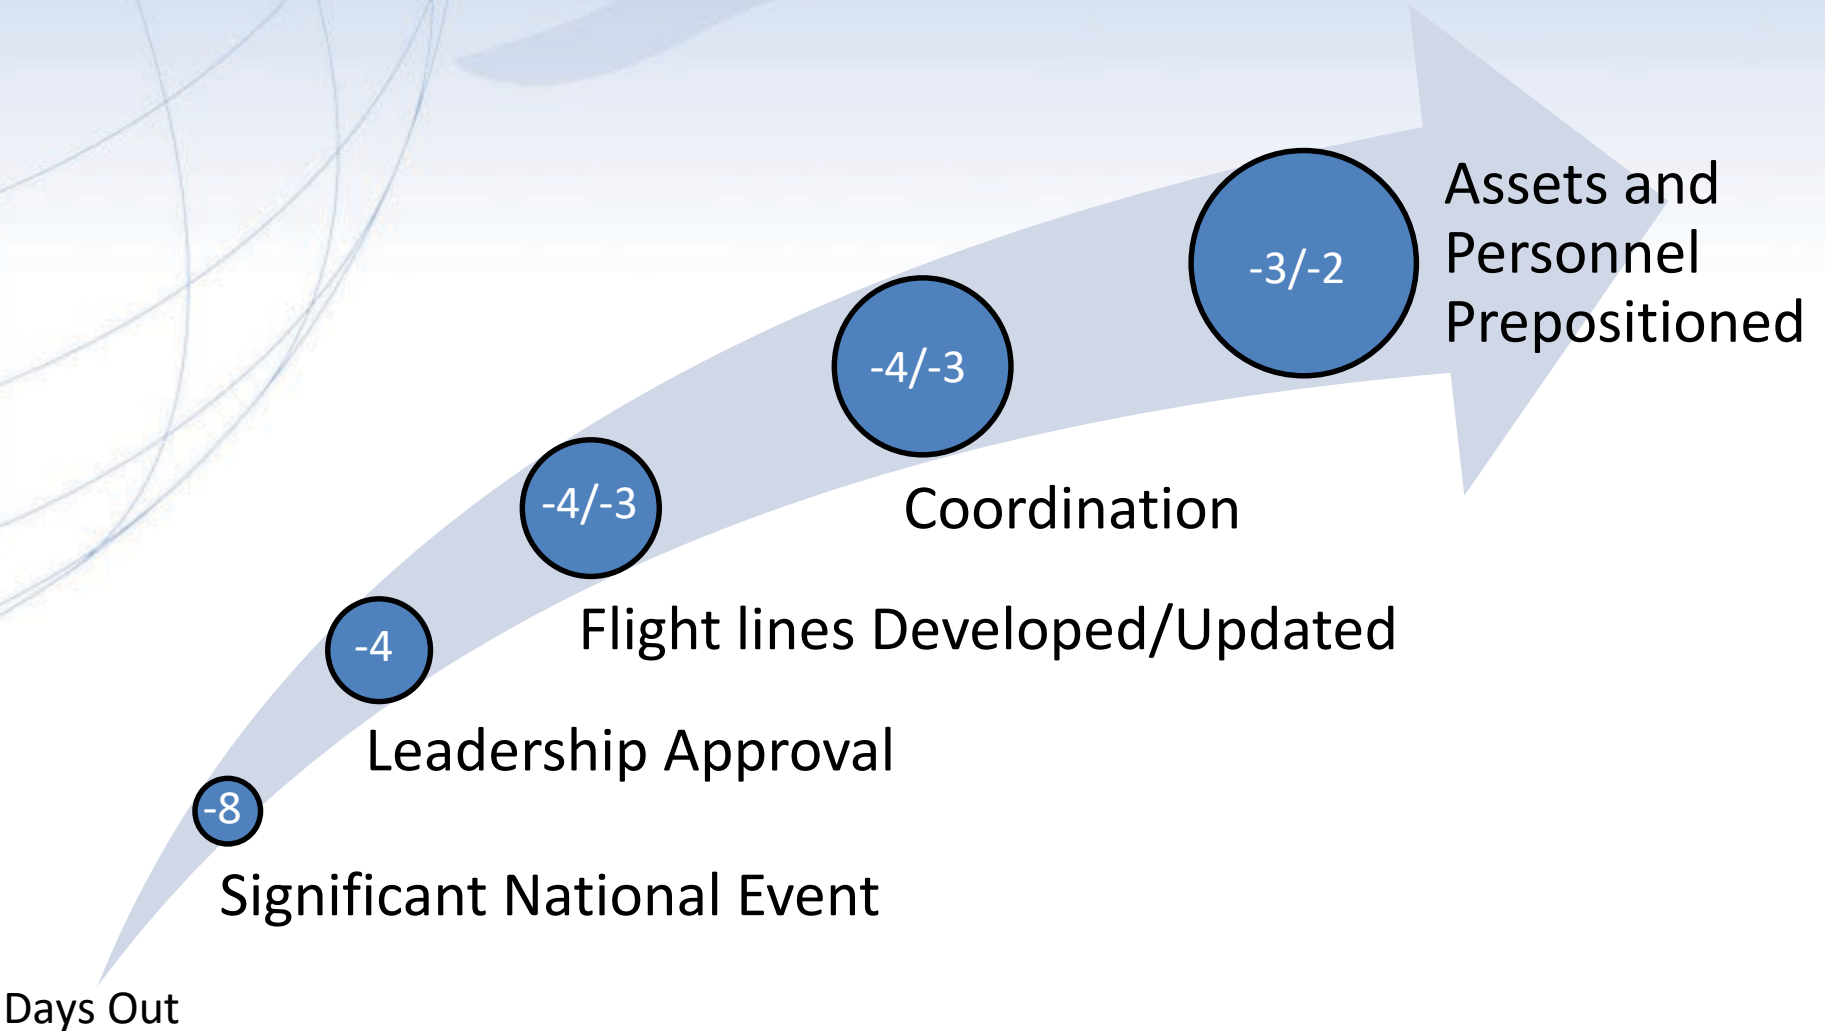 -3/-2
Assets and
Personnel
Prepositioned
-4/-3
Coordination
-4/-3
Flight lines Developed/Updated
-4
Leadership Approval
-8
Significant National Event
Days Out